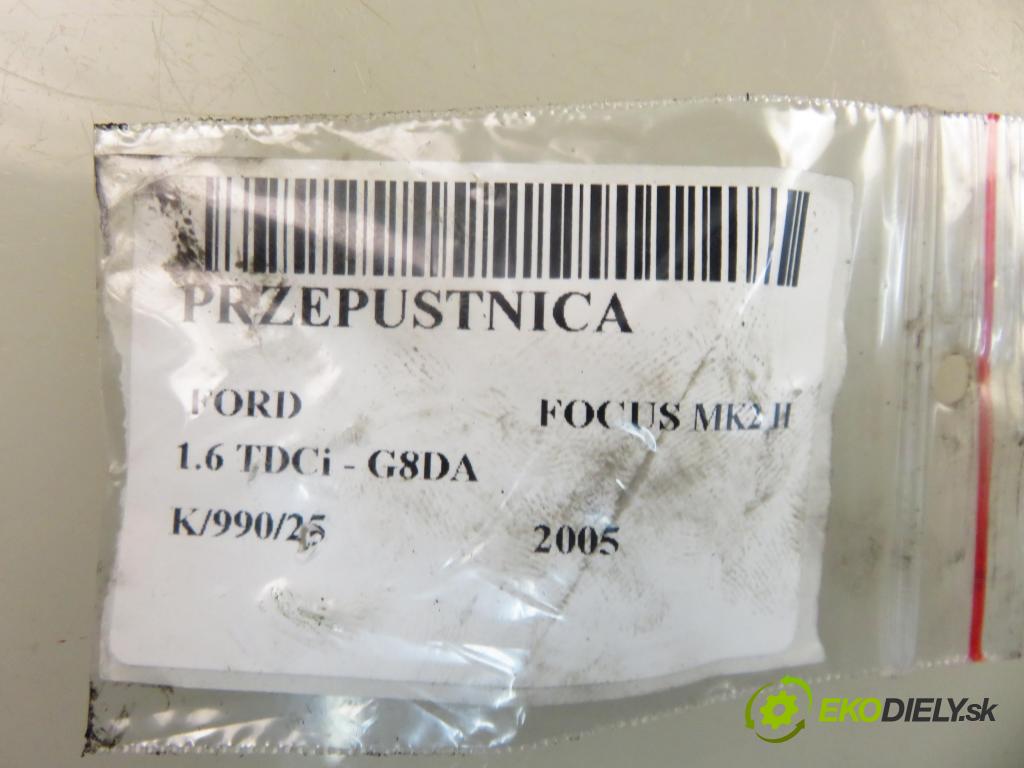 PRZEPUSTNICA
FORD FOCUS MK2 II
1.6 TDCi - G8DA
K/990/25 2005
EKODIELY.sk